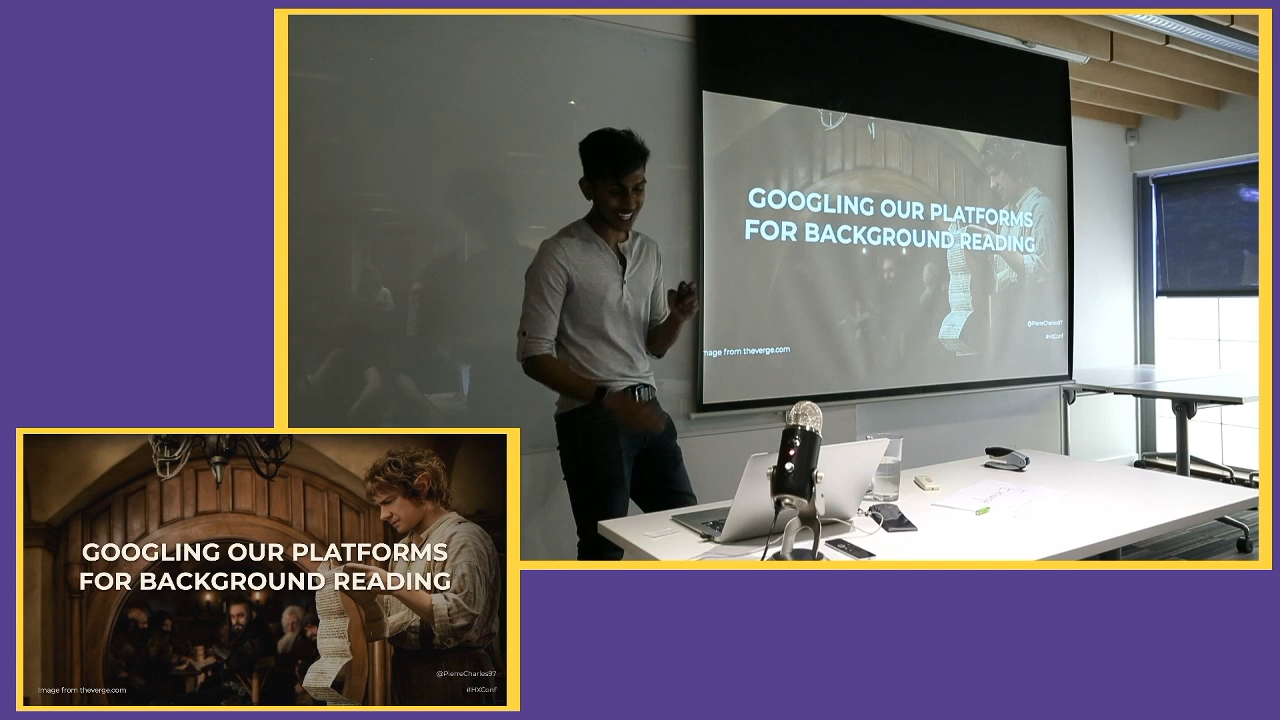 GOOGLING OUR PLATFORMS
FOR BACKGROUND READING
@PierreCharles97
#HXConf
mage from theverge.com
GOOGLING OUR PLATFORMS
FOR BACKGROUND READING
@PierreCharles97
Image from theverge.com
#HXConf